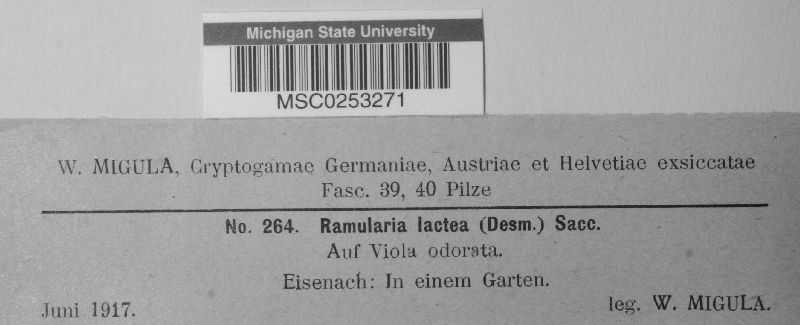 Michigan State University
MSC0253271
W. MIGULA, Cryptogamae Germaniae, Austriae et Helvetiae exsiccatae
Fasc. 39, 40 Pilze
No. 264. Ramularia lactea (Desm.) Sacc.
Auf Viola odorata.
Eisenach: In einem Garten.
Juni 1917. leg. W. MIGULA.